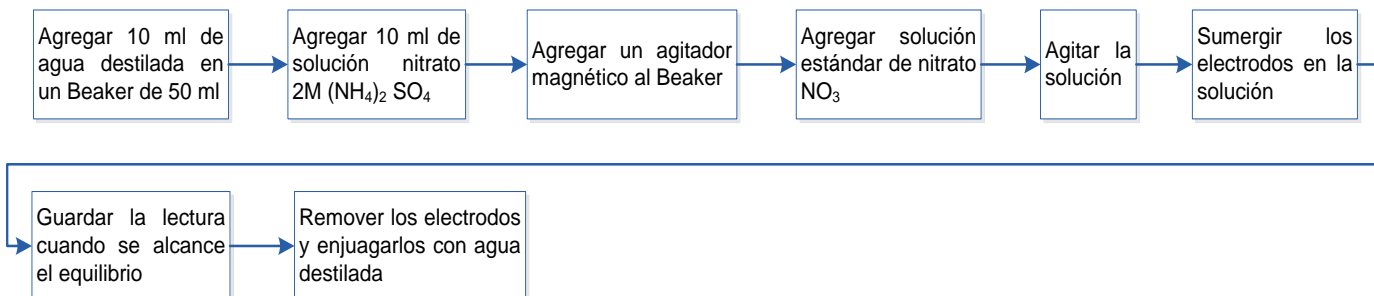 Agregar 10 ml de
agua destilada en
un Beaker de 50 ml
Agregar 10 ml de
solución nitrato
2M (NH₄)₂ SO₄
Agregar un agitador
magnético al Beaker
Agregar solución
estándar de nitrato
NO₃
Agitar la
solución
Sumergir los
electrodos en la
solución
Guardar la lectura
cuando se alcance
el equilibrio
Remover los electrodos
y enjuagarlos con agua
destilada